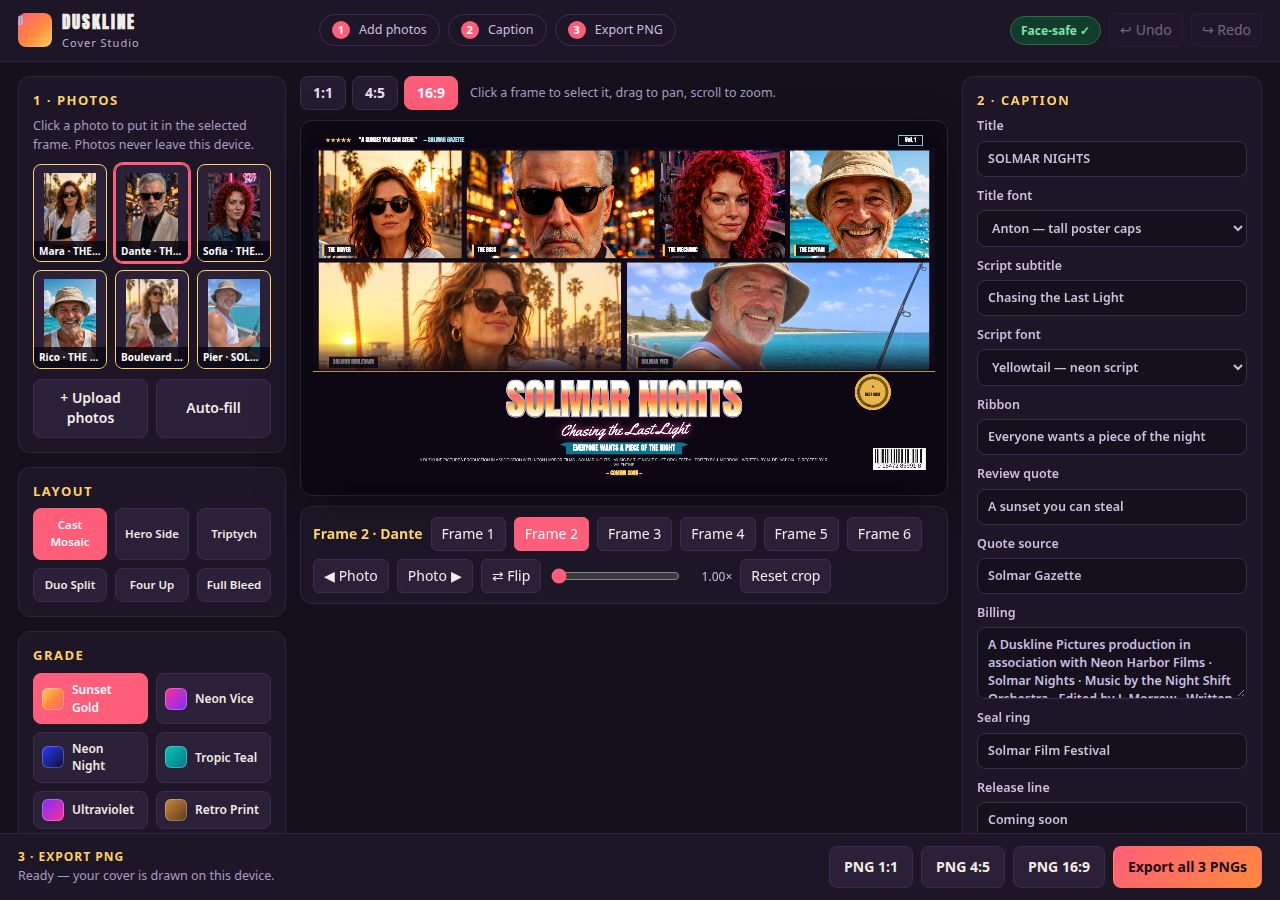 DUSKLINE
Cover Studio
1 Add photos
2 Caption
3 Export PNG
Face-safe ✓
↩ Undo
↪ Redo
1 · PHOTOS
Click a photo to put it in the selected
frame. Photos never leave this device.
Mara · THE...
Dante · TH...
Sofia · THE...
Rico · THE ...
Boulevard ...
Pier · SOL...
+ Upload
photos
Auto-fill
LAYOUT
Cast
Mosaic
Hero Side
Triptych
Duo Split
Four Up
Full Bleed
GRADE
Sunset
Gold
Neon Vice
Neon
Night
Tropic Teal
Ultraviolet
Retro Print
1:1
4:5
16:9
Click a frame to select it, drag to pan, scroll to zoom.
★★★★★ "A SUNSET YOU CAN STEAL" — SOLMAR GAZETTE
Vol. 1
THE BUYER
THE BOSS
THE MECHANIC
THE CAPTAIN
SOLMAR BOULEVARD
SOLMAR PIER
SOLMAR NIGHTS
Chasing the Last Light
EVERYONE WANTS A PIECE OF THE NIGHT
— COMING SOON —
Frame 2 · Dante
Frame 1
Frame 2
Frame 3
Frame 4
Frame 5
Frame 6
◀ Photo
Photo ▶
⇄ Flip
1.00×
Reset crop
2 · CAPTION
Title
SOLMAR NIGHTS
Title font
Anton — tall poster caps
Script subtitle
Chasing the Last Light
Script font
Yellowtail — neon script
Ribbon
Everyone wants a piece of the night
Review quote
A sunset you can steal
Quote source
Solmar Gazette
Billing
A Duskline Pictures production in
association with Neon Harbor Films ·
Solmar Nights · Music by the Night Shift
Orchestra · Edited by J. Morrow · Written
Seal ring
Solmar Film Festival
Release line
Coming soon
3 · EXPORT PNG
Ready — your cover is drawn on this device.
PNG 1:1
PNG 4:5
PNG 16:9
Export all 3 PNGs